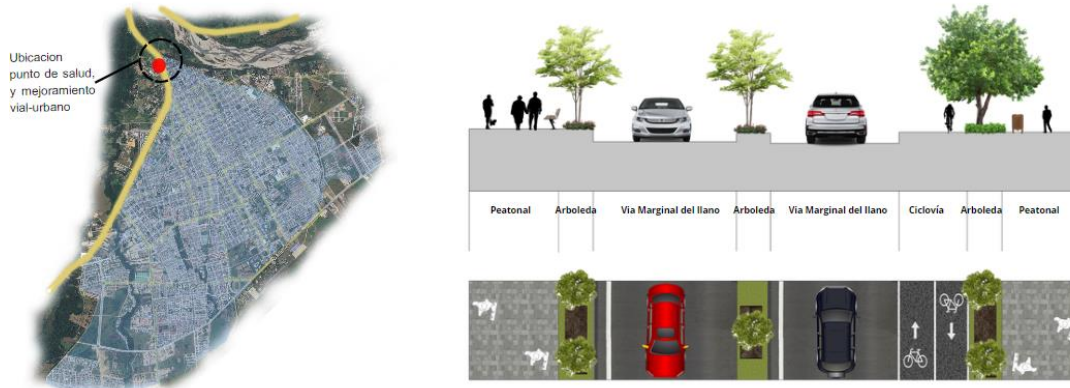 Ubicacion
punto de salud,
y mejoramiento
vial-urbano
Peatonal Arboleda Via Marginal del llano Arboleda Via Marginal del llano Ciclovía Arboleda Peatonal